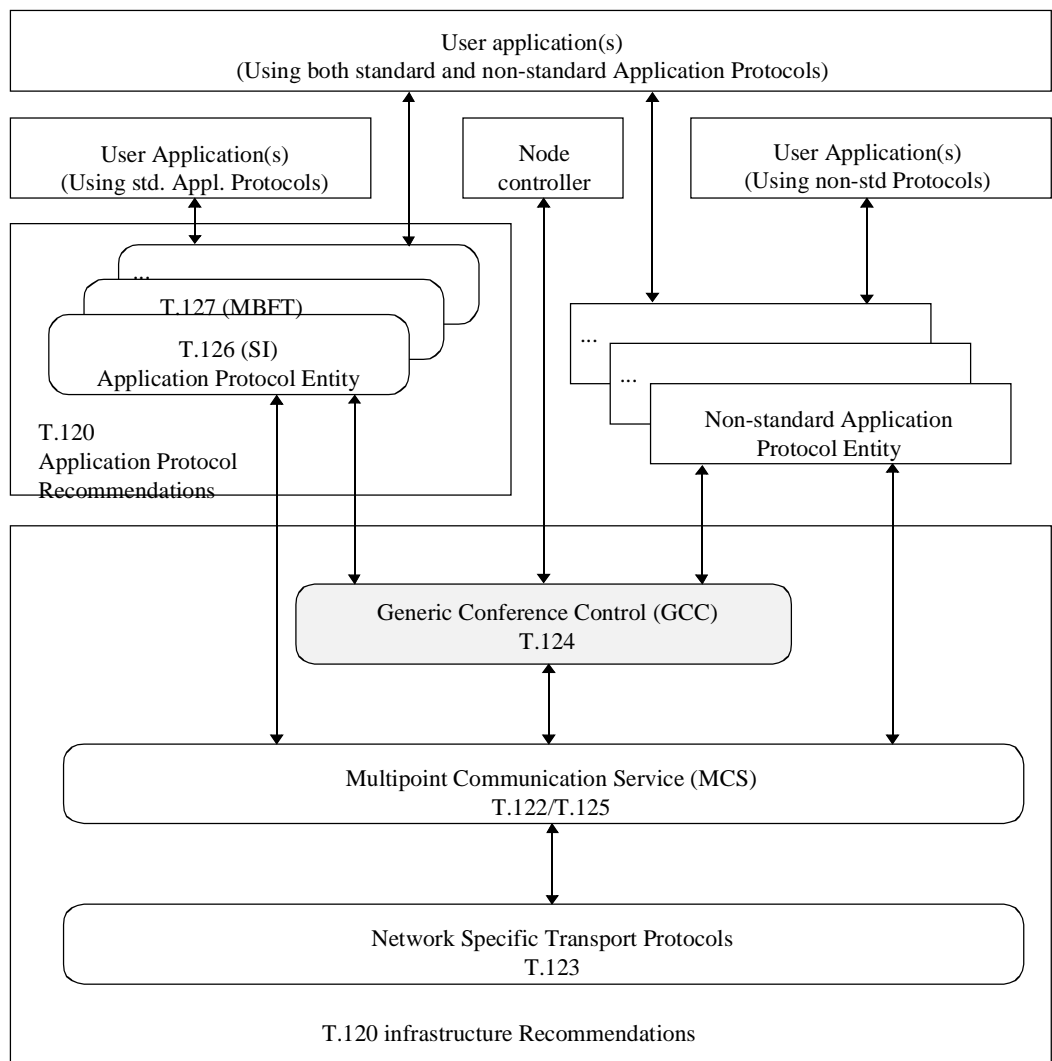 User application(s)
(Using both standard and non-standard Application Protocols)
User Application(s)
(Using std. Appl. Protocols)
Node
controller
User Application(s)
(Using non-std Protocols)
...
T.127 (MBFT)
T.126 (SI)
Application Protocol Entity
T.120
Application Protocol
Recommendations
...
...
Non-standard Application
Protocol Entity
Generic Conference Control (GCC)
T.124
Multipoint Communication Service (MCS)
T.122/T.125
Network Specific Transport Protocols
T.123
T.120 infrastructure Recommendations